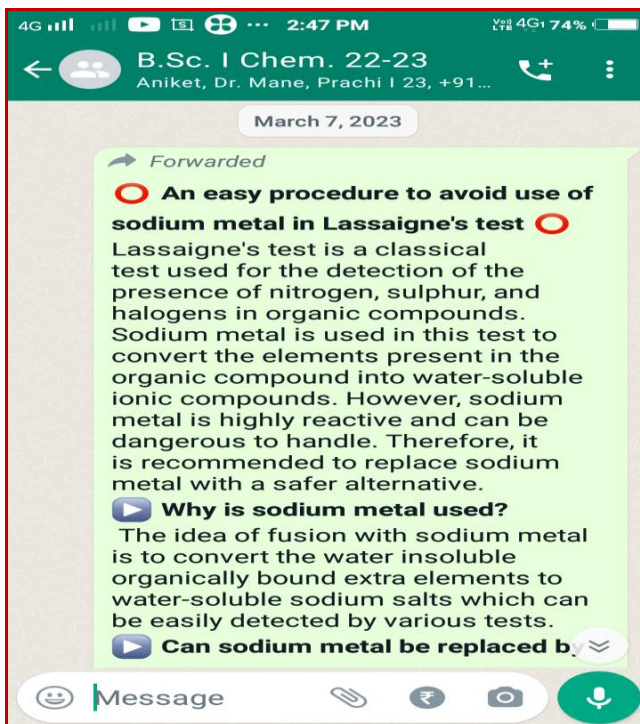 4G 2:47 PM Vo)) LTE 4G 74%
B.Sc. I Chem. 22-23
Aniket, Dr. Mane, Prachi I 23, +91...
March 7, 2023
Forwarded
An easy procedure to avoid use of
sodium metal in Lassaigne's test
Lassaigne's test is a classical
test used for the detection of the
presence of nitrogen, sulphur, and
halogens in organic compounds.
Sodium metal is used in this test to
convert the elements present in the
organic compound into water-soluble
ionic compounds. However, sodium
metal is highly reactive and can be
dangerous to handle. Therefore, it
is recommended to replace sodium
metal with a safer alternative.
Why is sodium metal used?
The idea of fusion with sodium metal
is to convert the water insoluble
organically bound extra elements to
water-soluble sodium salts which can
be easily detected by various tests.
Can sodium metal be replaced by
Message ₹